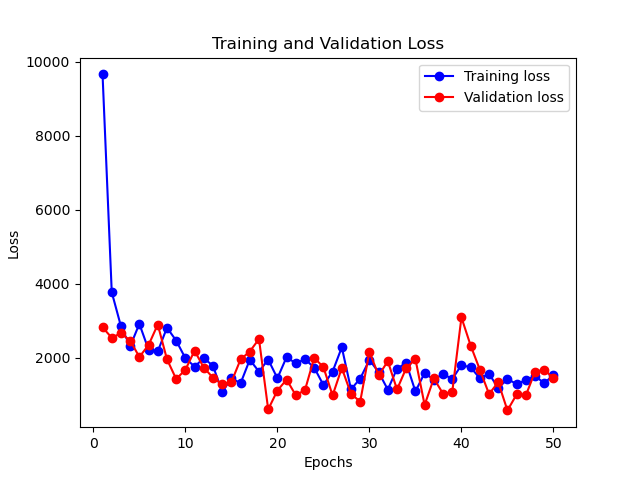 Training and Validation Loss
Training loss
Validation loss
Loss
10000
8000
6000
4000
2000
0 10 20 30 40 50
Epochs